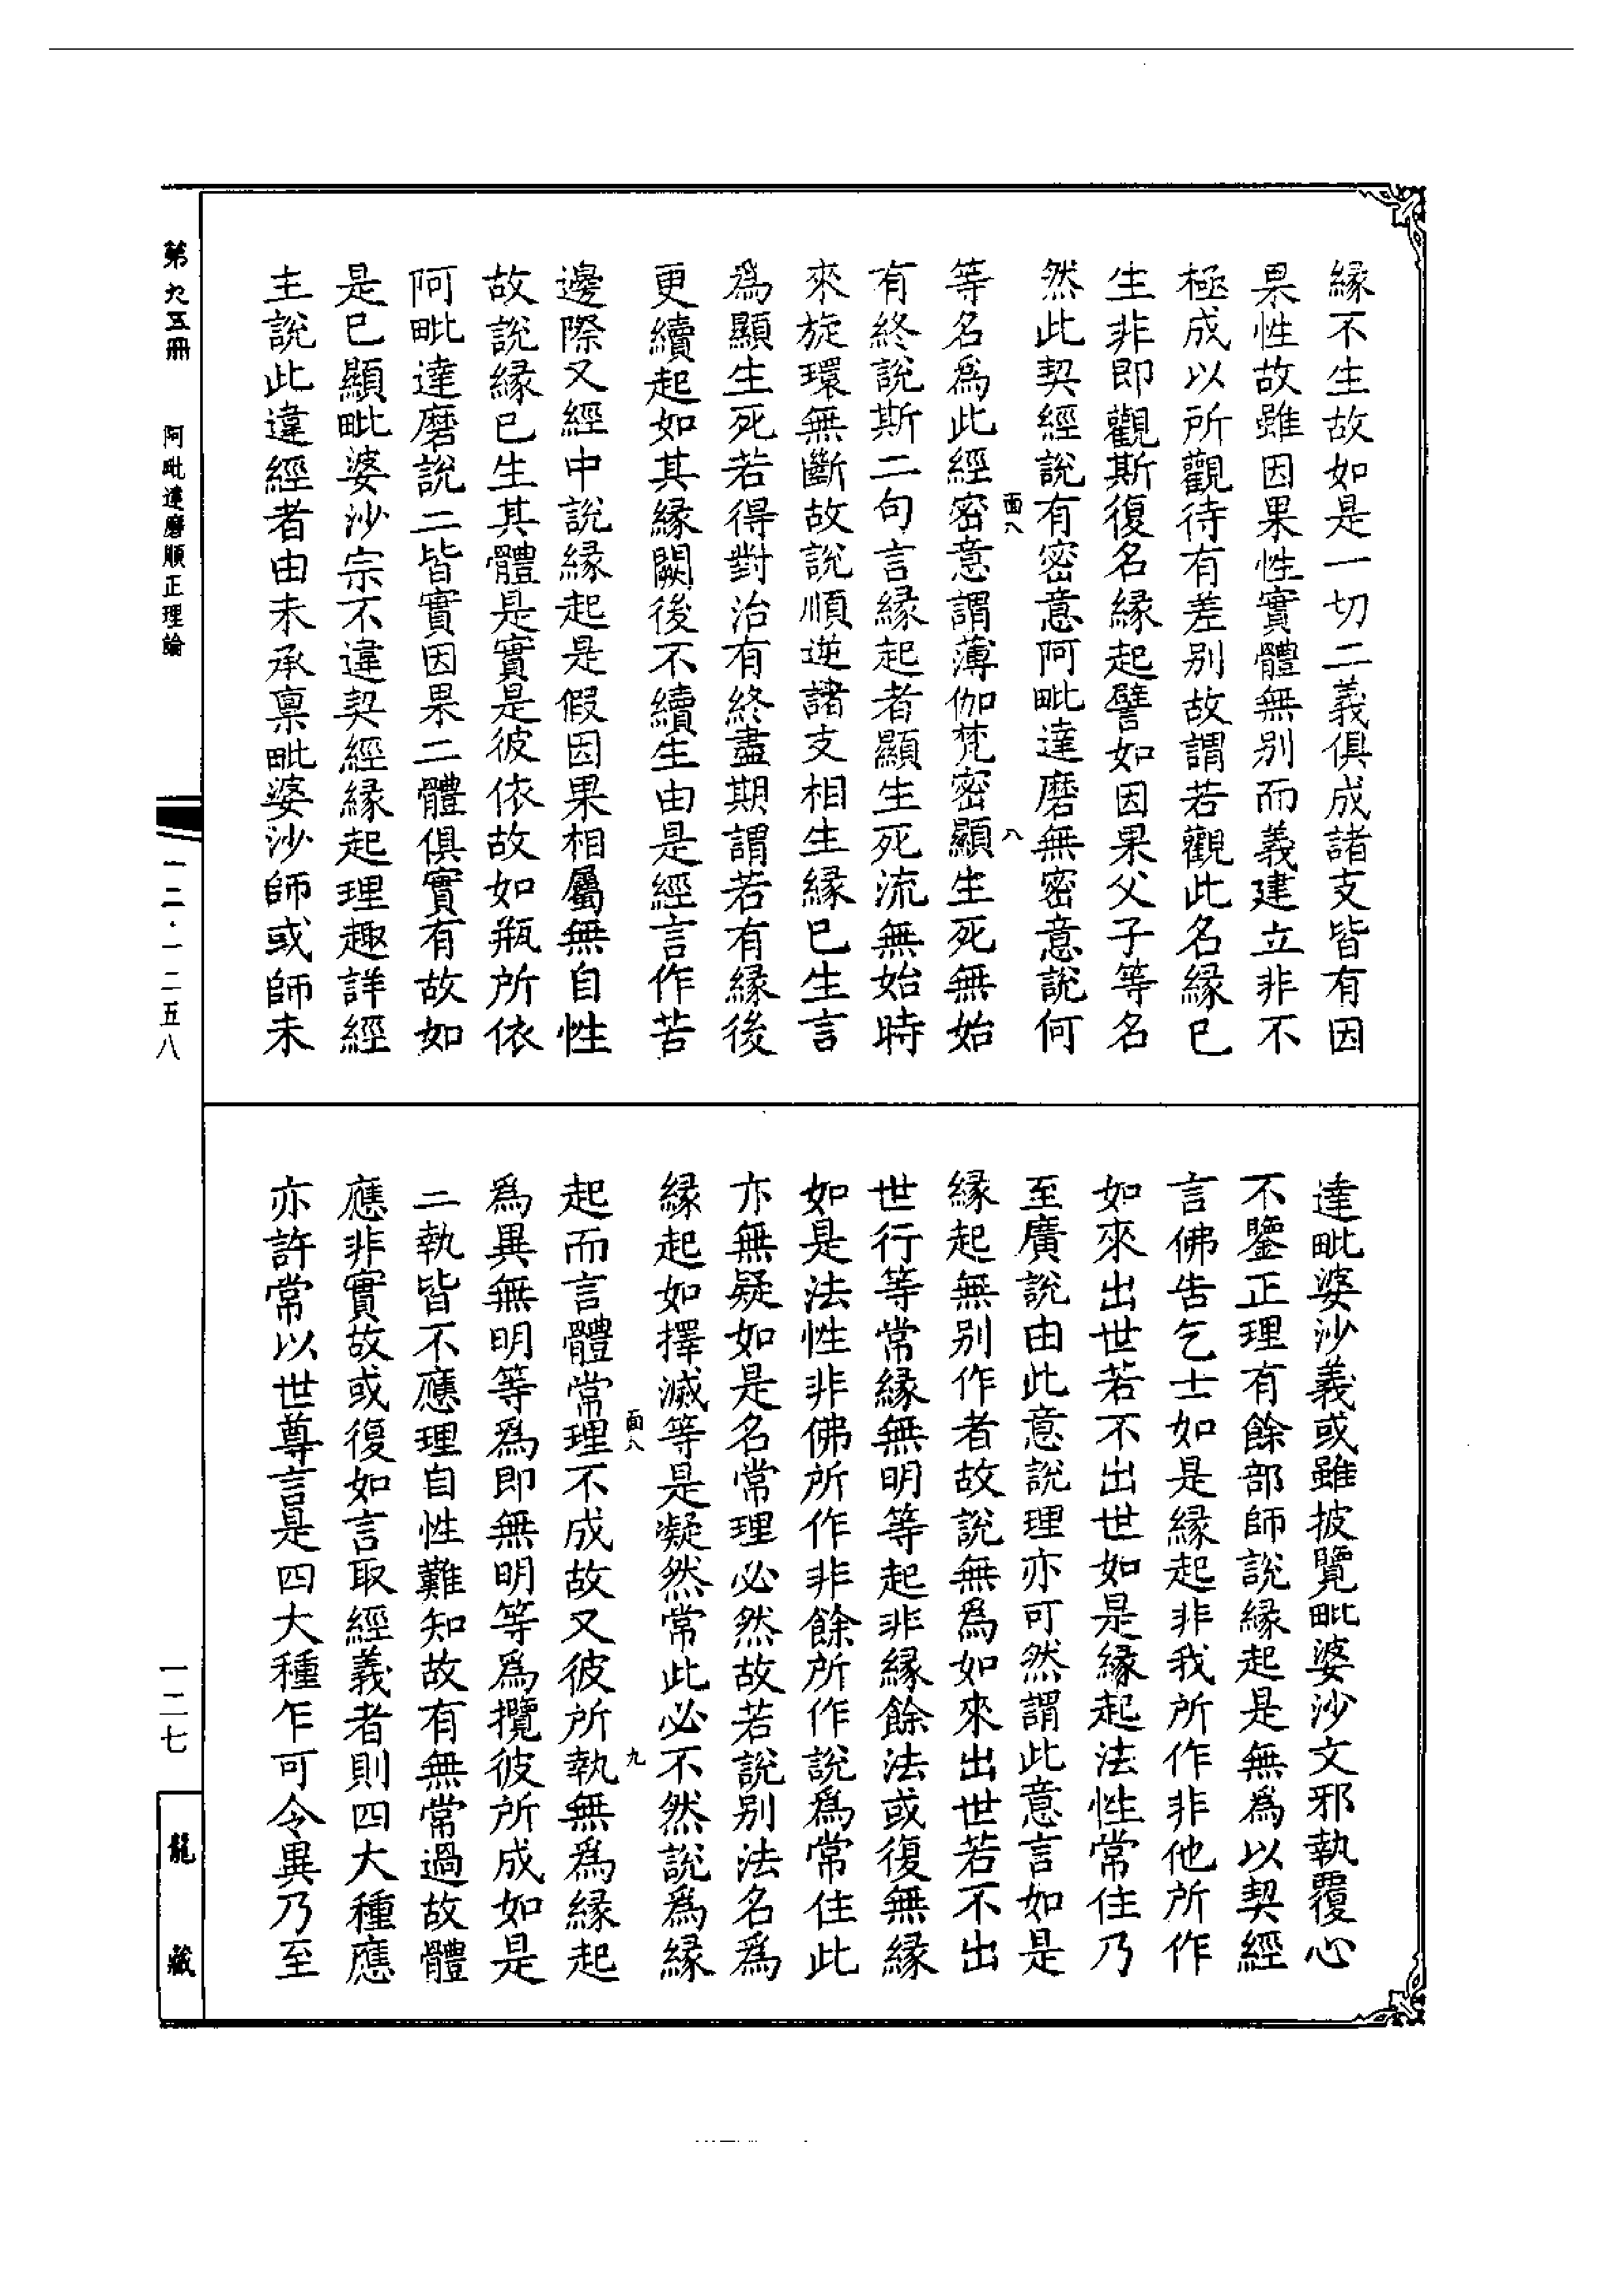 緣不生故如是一切二義俱成諸支皆有因
果性故雖因果性實體無别而義建立非不
極成以所觀待有差别故謂若觀此名緣已
生非即觀斯復名緣起譬如因果父子等名
然此契經說有密意阿毗達磨無密意說何
面八
八
等名爲此經密意謂薄伽梵密顯生死無始
有終說斯二句言緣起者顯生死流無始時
來旋環無斷故說順逆諸支相生緣已生言
爲顯生死若得對治有終盡期謂若有緣後
更續起如其緣闕後不續生由是經言作苦
邊際又經中說緣起是假因果相屬無自性
故說緣已生其體是實是彼依故如瓶所依
阿毗達磨說二皆實因果二體俱實有故如
是已顯毗婆沙宗不違契經緣起理趣詳經
主說此違經者由未承稟毗婆沙師或師未
達毗婆沙義或雖披覽毗婆沙文邪執覆心
不鑒正理有餘部師說緣起是無爲以契經
言佛告乞士如是緣起非我所作非他所作
如來出世若不出世如是緣起法性常住乃
至廣說由此意說理亦可然謂此意言如是
緣起無别作者故說無爲如來出世若不出
世行等常緣無明等起非緣餘法或復無緣
如是法性非佛所作非餘所作說爲常住此
亦無疑如是名常理必然故若說别法名爲
緣起如擇滅等是凝然常此必不然說爲緣
面八
九
起而言體常理不成故又彼所執無爲緣起
爲異無明等爲即無明等爲攬彼所成如是
二執皆不應理自性難知故有無常過故體
應非實故或復如言取經義者則四大種應
亦許常以世尊言是四大種乍可令異乃至
第九五冊
阿毗達磨順正理論
一二·一二五八
一二七
龍藏